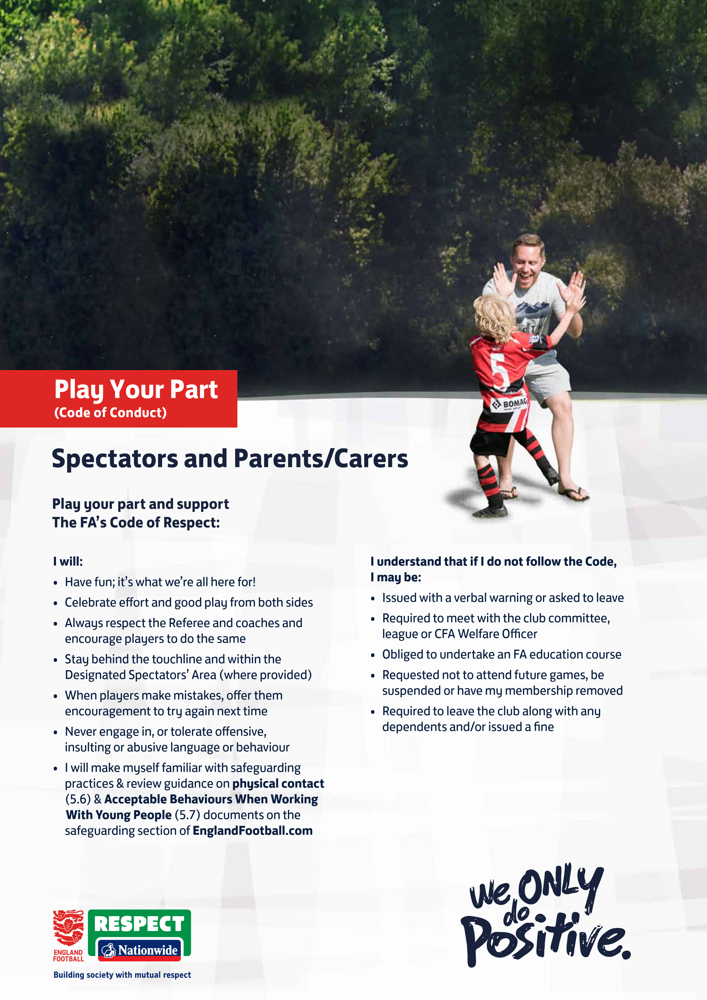 5
BOMAG
Play Your Part
(Code of Conduct)
Spectators and Parents/Carers
Play your part and support
The FA’s Code of Respect:
I will:
• Have fun; it’s what we’re all here for!
• Celebrate effort and good play from both sides
• Always respect the Referee and coaches and
encourage players to do the same
• Stay behind the touchline and within the
Designated Spectators’ Area (where provided)
• When players make mistakes, offer them
encouragement to try again next time
• Never engage in, or tolerate offensive,
insulting or abusive language or behaviour
• I will make myself familiar with safeguarding
practices & review guidance on physical contact
(5.6) & Acceptable Behaviours When Working
With Young People (5.7) documents on the
safeguarding section of EnglandFootball.com
I understand that if I do not follow the Code,
I may be:
• Issued with a verbal warning or asked to leave
• Required to meet with the club committee,
league or CFA Welfare Officer
• Obliged to undertake an FA education course
• Requested not to attend future games, be
suspended or have my membership removed
• Required to leave the club along with any
dependents and/or issued a fine
ENGLAND
FOOTBALL
RESPECT
Nationwide
Building society with mutual respect
We ONLY
do
Positive.